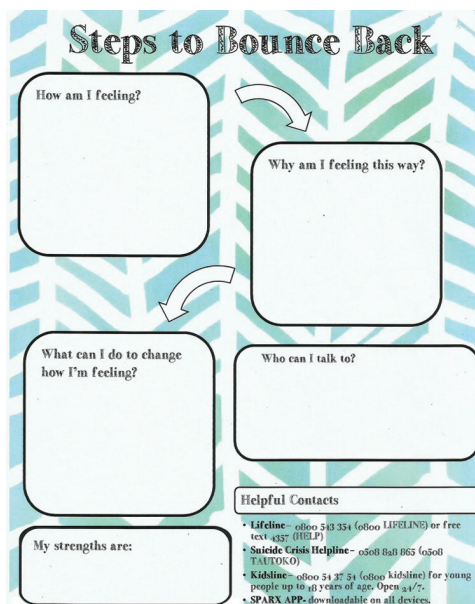 Steps to Bounce Back
How am I feeling?
Why am I feeling this way?
What can I do to change
how I'm feeling?
Who can I talk to?
My strengths are:
Helpful Contacts
• Lifeline– 0800 543 354 (0800 LIFELINE) or free
text 4357 (HELP)
• Suicide Crisis Helpline– 0508 828 865 (0508
TAUTOKO)
• Kidsline– 0800 54 37 54 (0800 kidsline) for young
people up to 18 years of age. Open 24/7.
• SPARX APP- downloadable on all devices.